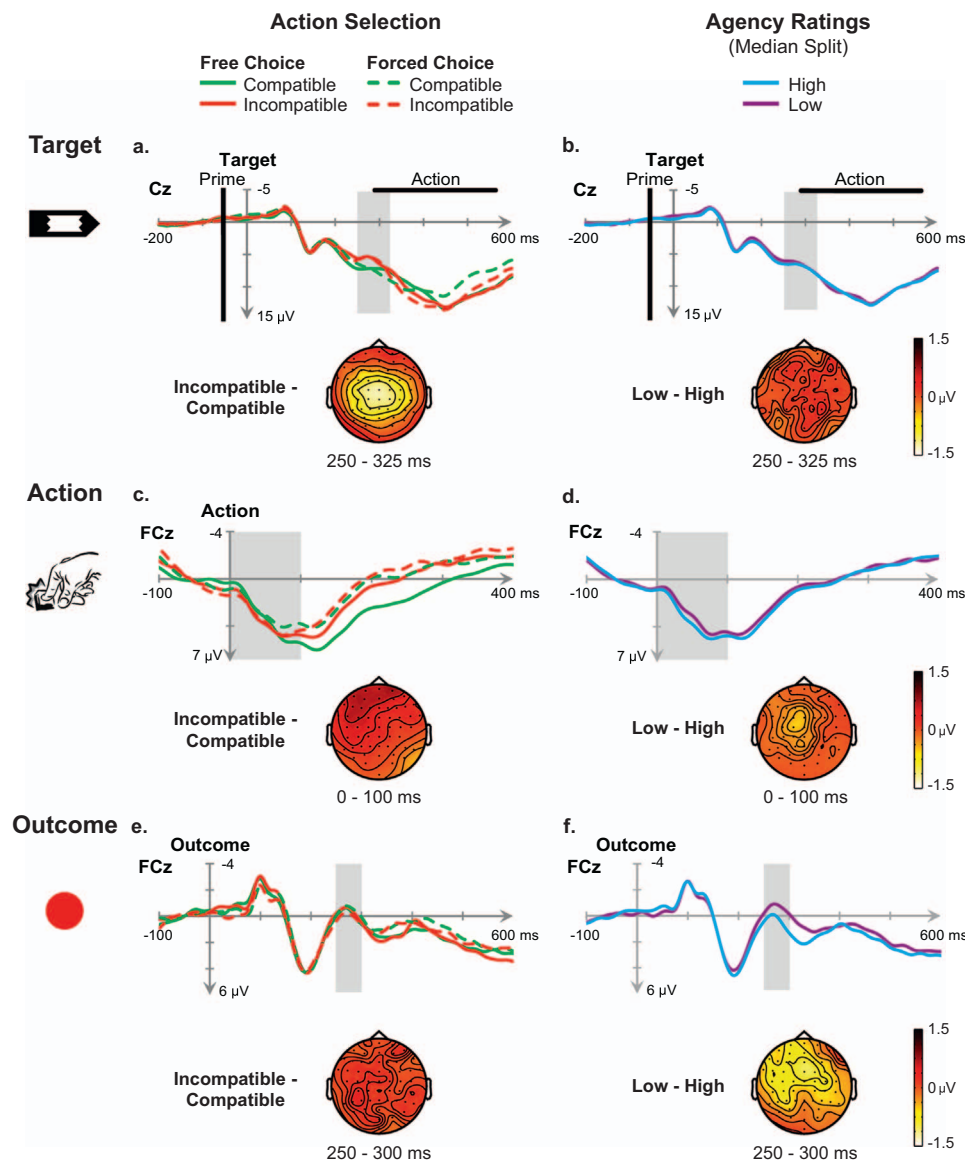 Action Selection
Agency Ratings
(Median Split)
Free Choice
Forced Choice
Compatible
Compatible
Incompatible
Incompatible
High
Low
Target
a.
Target
Prime
-5
Action
Cz
-200
600 ms
15 µV
b.
Target
Prime
-5
Action
Cz
-200
600 ms
15 µV
Incompatible -
Compatible
250 - 325 ms
Low - High
250 - 325 ms
1.5
0 µV
-1.5
Action
c.
Action
-4
FCz
-100
400 ms
7 µV
d.
-4
FCz
-100
400 ms
7 µV
Incompatible -
Compatible
0 - 100 ms
Low - High
0 - 100 ms
1.5
0 µV
-1.5
Outcome
e.
Outcome
-4
FCz
-100
600 ms
6 µV
f.
Outcome
-4
FCz
-100
600 ms
6 µV
Incompatible -
Compatible
250 - 300 ms
Low - High
250 - 300 ms
1.5
0 µV
-1.5